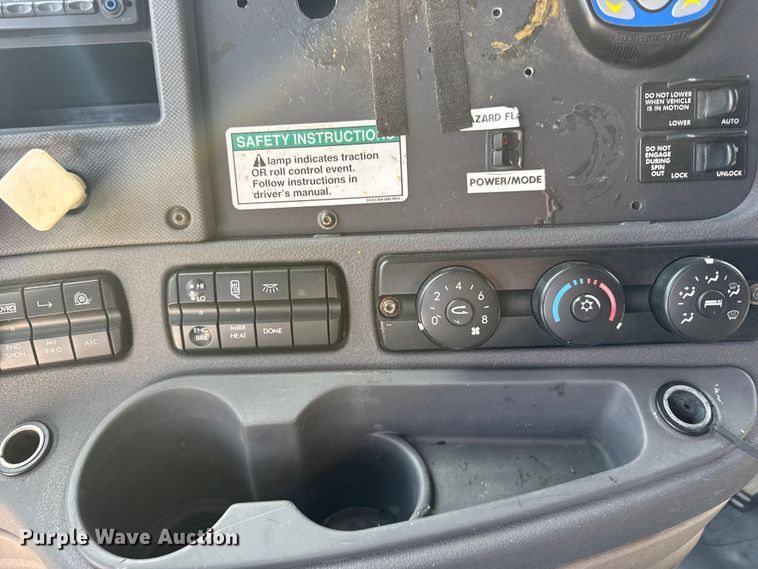 SAFETY INSTRUCTIONS
lamp indicates traction
OR roll control event.
Follow instructions in
driver's manual.
AZARD FLA
POWER/MODE
DO NOT LOWER
WHEN VEHICLE
IS IN MOTION
LOWER AUTO
DO NOT
ENGAGE
DURING
SPIN
OUT
LOCK UNLOCK
OVRD
ENG
SHDN
MY
INFO
ATC
HI
LO
ENG
BRK
MIRR
HEAT
DOME
0 2 4 6 8
Purple Wave Auction